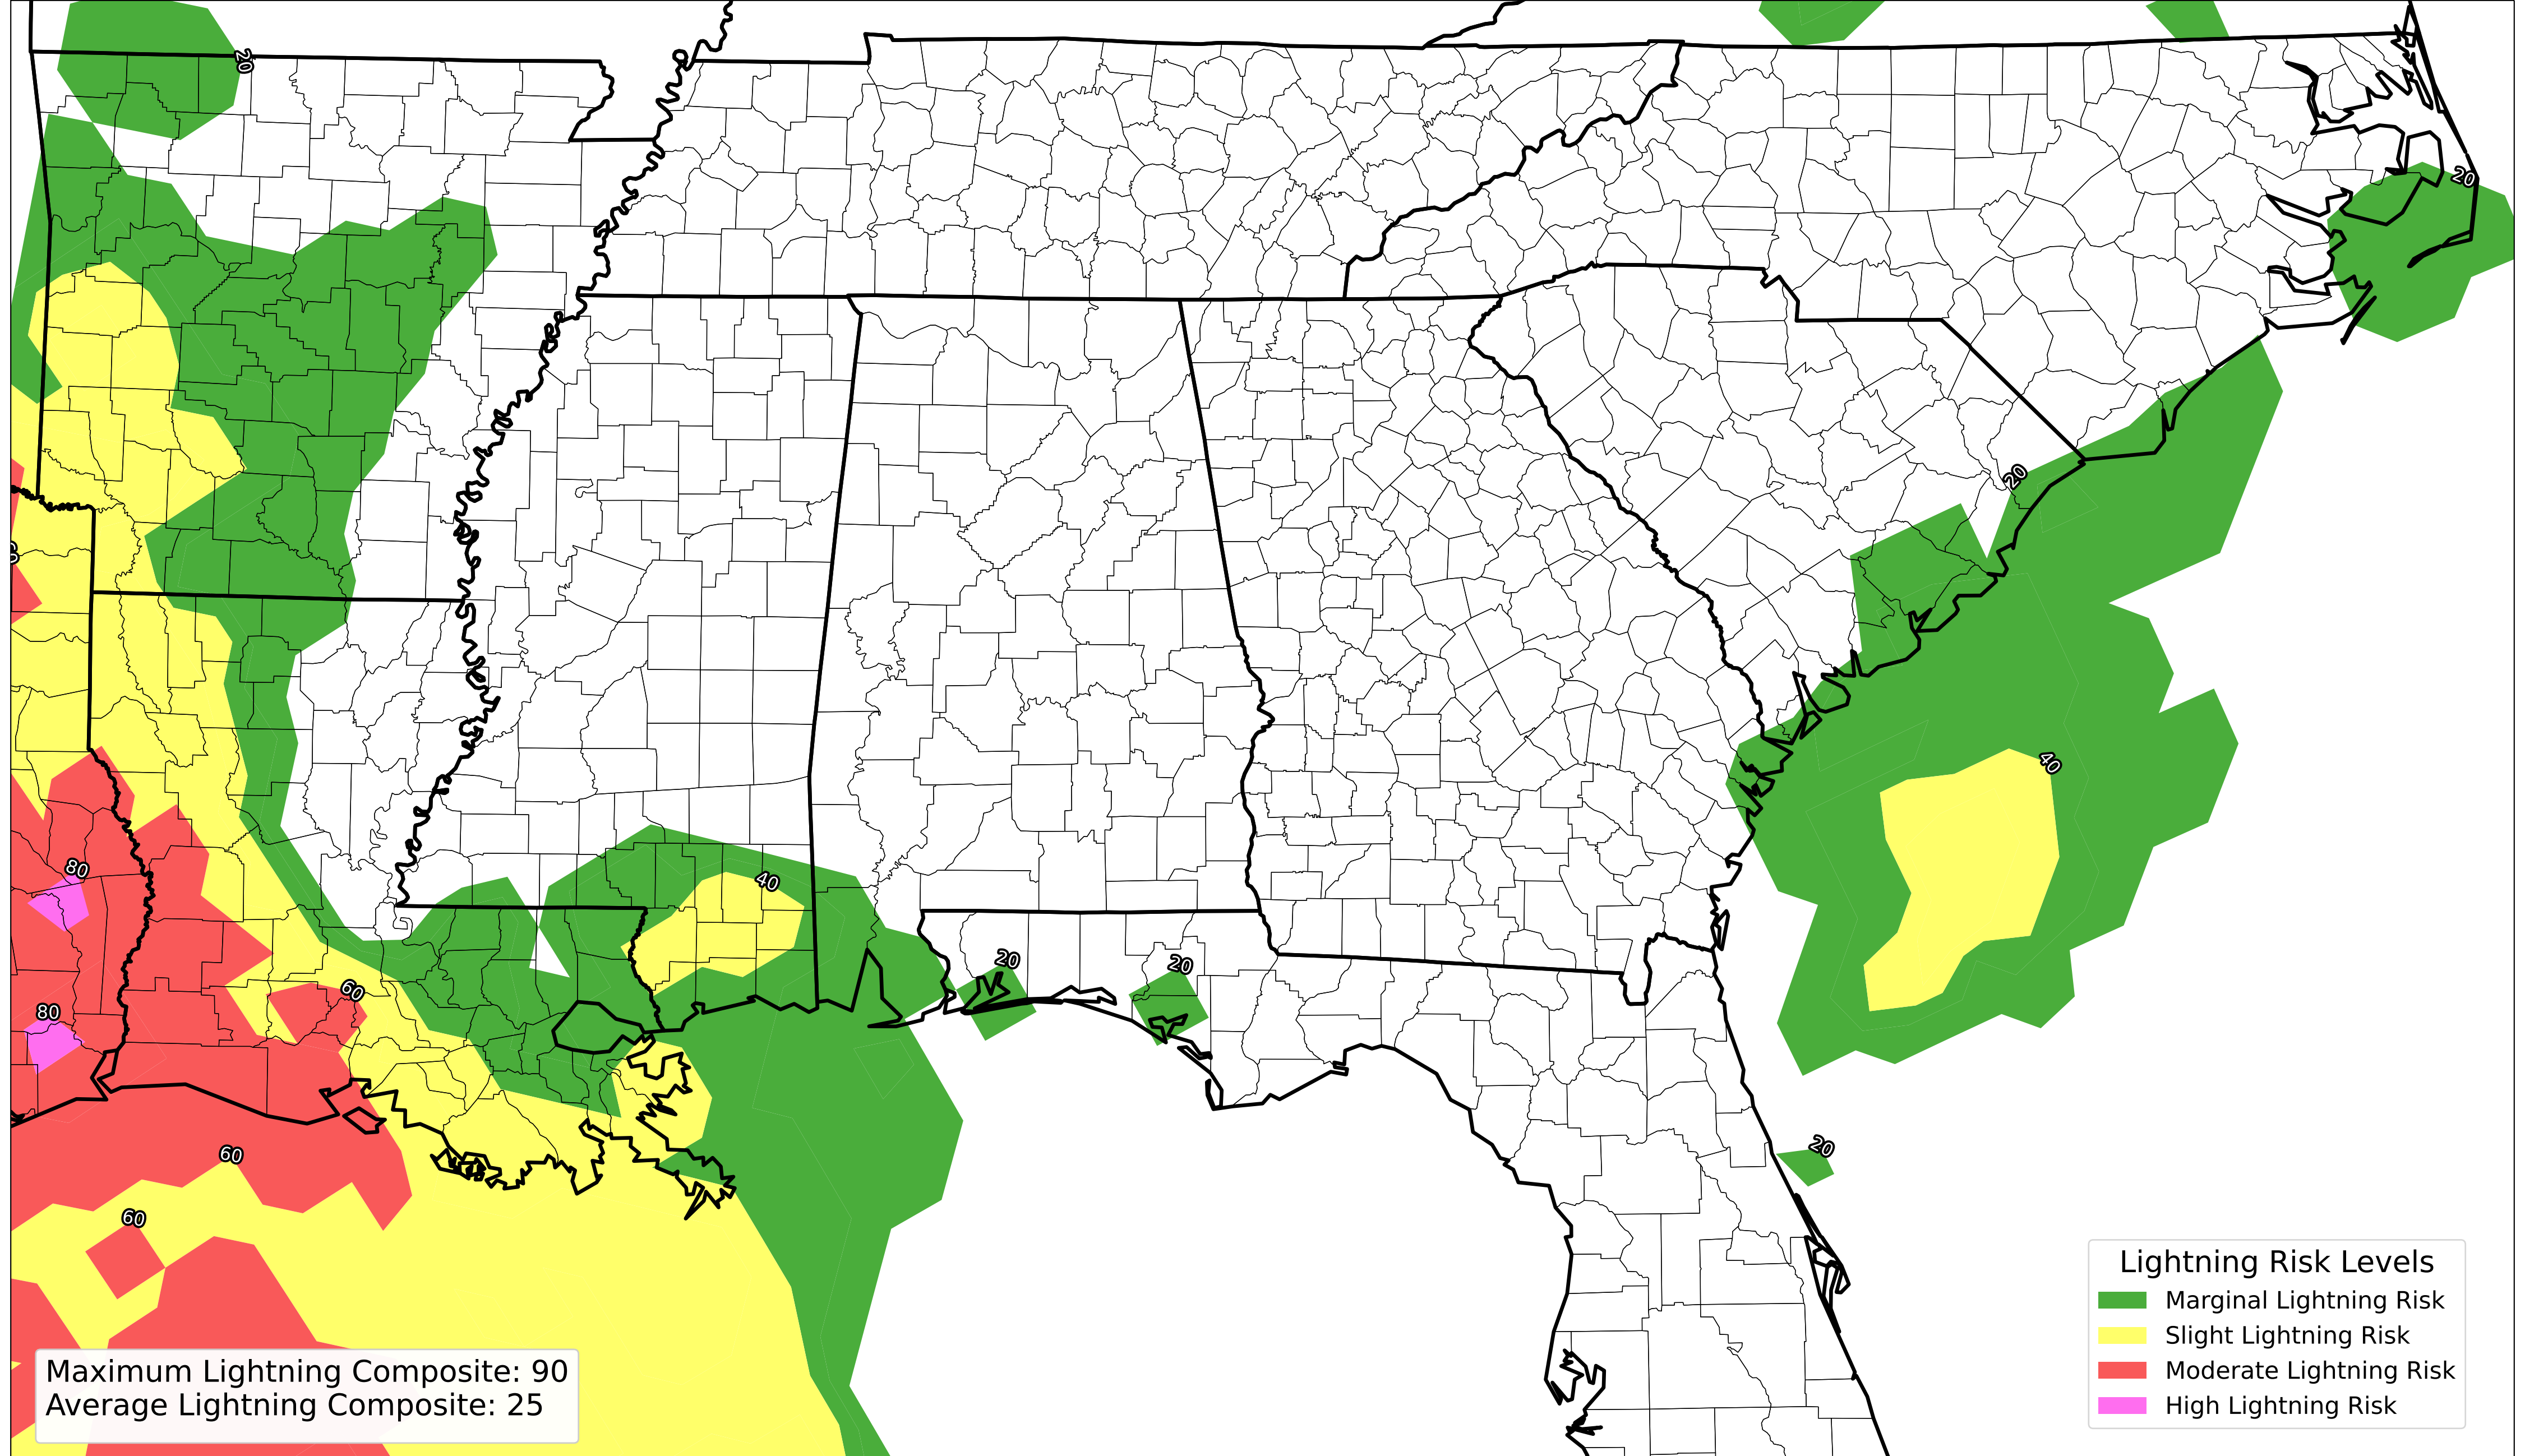 20
20
20
40
80
40
20
20
60
80
20
60
60
Lightning Risk Levels
Marginal Lightning Risk
Slight Lightning Risk
Moderate Lightning Risk
High Lightning Risk
Maximum Lightning Composite: 90
Average Lightning Composite: 25